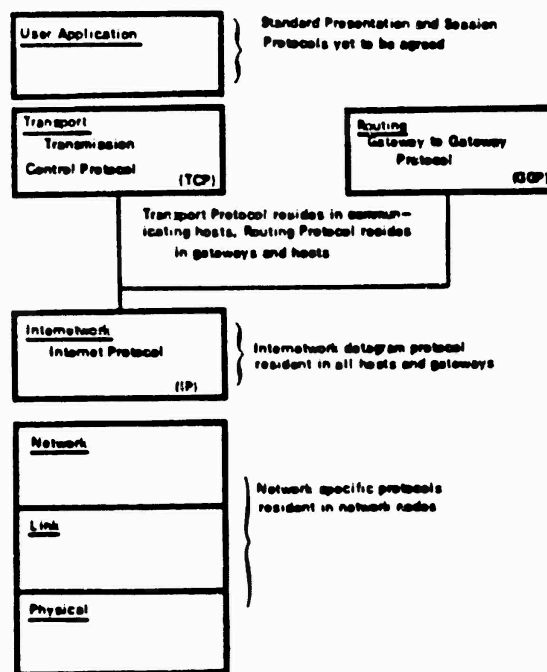 User Application
Standard Presentation and Session
Protocols yet to be agreed
Transport
Transmission
Control Protocol
(TCP)
Routing
Gateway to Gateway
Protocol
(GGP)
Transport Protocol resides in commun-
icating hosts, Routing Protocol resides
in gateways and hosts
Internetwork
Internet Protocol
(IP)
Internetwork datagram protocol
resident in all hosts and gateways
Network
Network specific protocols
resident in network nodes
Link
Physical